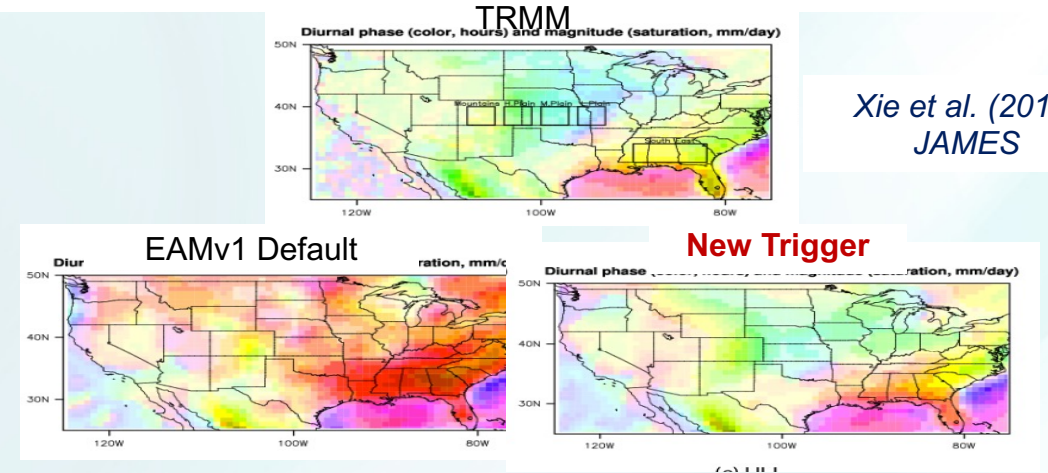 TRMM
Diurnal phase (color, hours) and magnitude (saturation, mm/day)
50N
40N
30N
Mountains H.Plain M.Plain L.Plain
South East
120W 100W 80W
Xie et al. (201
JAMES
EAMv1 Default
Diur ration, mm/d
50N
40N
30N
120W 100W 80W
New Trigger
Diurnal phase (color, hours) and magnitude (saturation, mm/day)
50N
40N
30N
120W 100W 80W